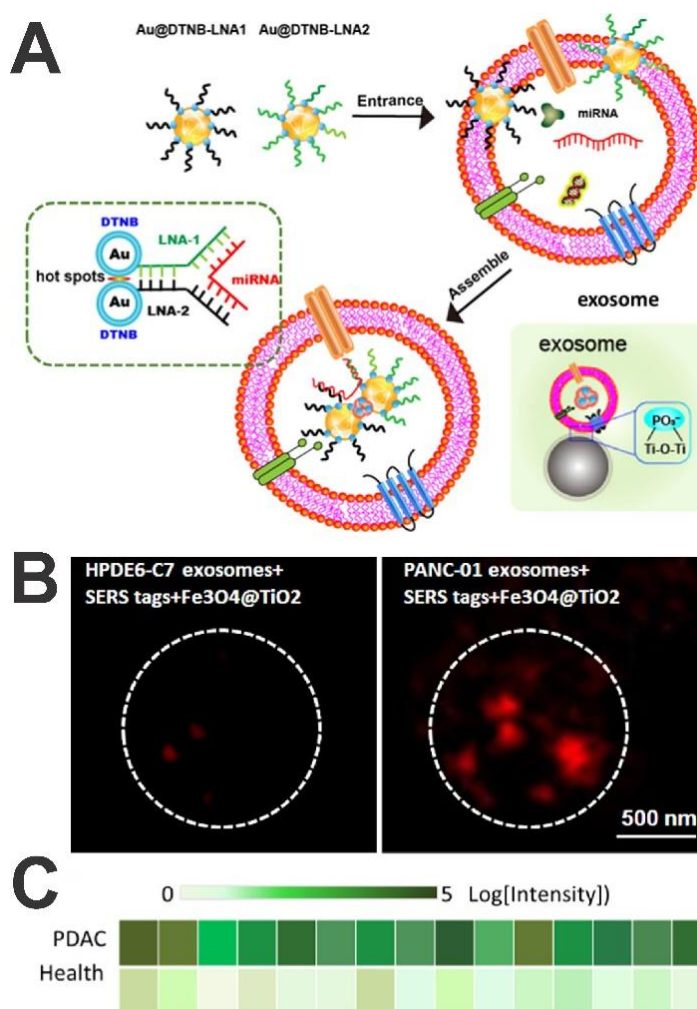 A
Au@DTNB-LNA1 Au@DTNB-LNA2
Entrance
miRNA
DTNB
Au
LNA-1
hot spots
miRNA
Au
LNA-2
DTNB
Assemble
exosome
exosome
PO₃⁻
Ti-O-Ti
B
HPDE6-C7 exosomes+
SERS tags+Fe3O4@TiO2
PANC-01 exosomes+
SERS tags+Fe3O4@TiO2
500 nm
C
0 5 Log[Intensity])
PDAC
Health